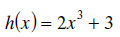 h(x) = 2x³ + 3